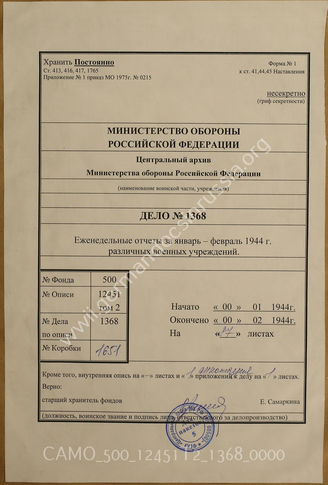 Хранить Постоянно
Ст. 413, 416, 417, 1765
Приложение № 1 приказ МО 1975г. № 0215
Форма № 1
к ст. 41,44,45 Наставления
несекретно
(гриф секретности)
МИНИСТЕРСТВО ОБОРОНЫ
РОССИЙСКОЙ ФЕДЕРАЦИИ
Центральный архив
Министерства обороны Российской Федерации
(наименование воинской части, учреждения)
ДЕЛО № 1368
Еженедельные отчеты за январь – февраль 1944 г.
различных военных учреждений.
№ Фонда 500
№ Описи 12451
том 2
№ Дела 1368
по описи
№ Коробки 1651
Начато « 00 » 01 1944г.
Окончено « 00 » 02 1944г.
На листах
Кроме того, внутренняя опись на «–» листах и приложения к делу на листах.
Верно:
старший хранитель фондов Е. Самаркина
(должность, воинское звание и подпись лица, ответственного за делопроизводство)
CAMO_500_12451T2_1368_0000